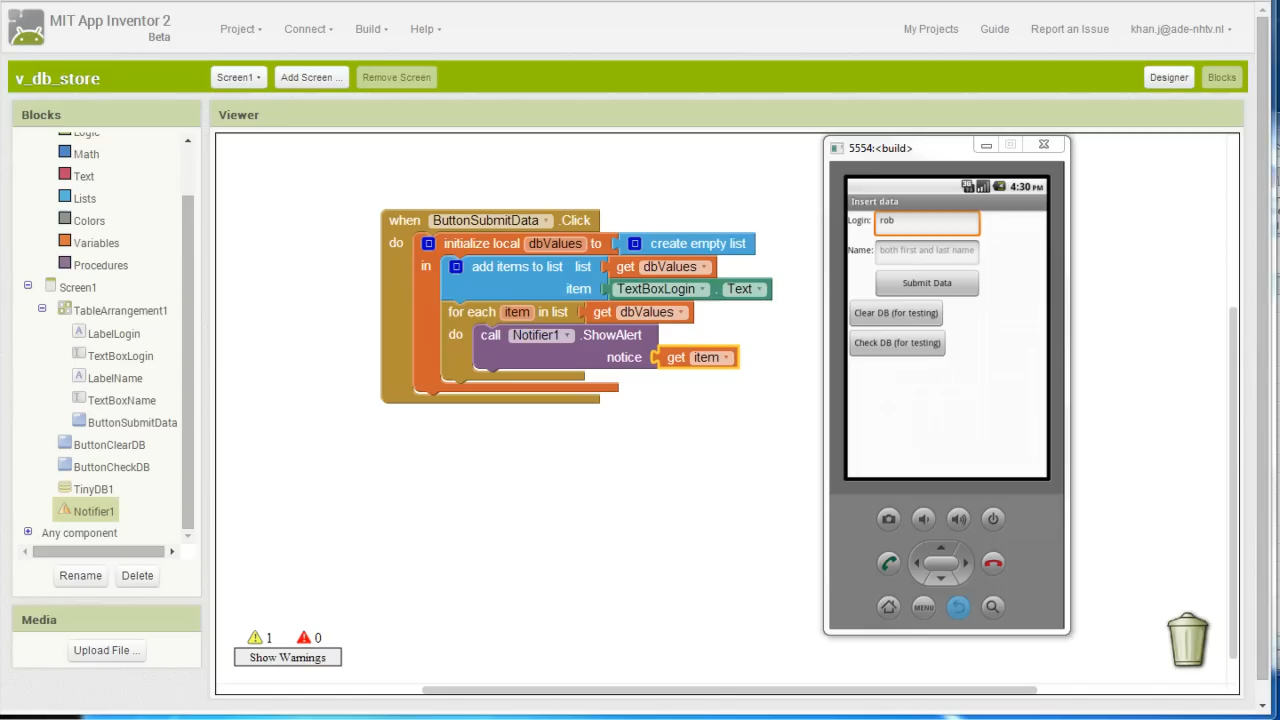 MIT App Inventor 2
Beta
Project Connect Build Help
My Projects Guide Report an Issue khan.j@ade-nhtv.nl
v_db_store
Screen1 Add Screen ... Remove Screen
Designer Blocks
Blocks
Logic
Math
Text
Lists
Colors
Variables
Procedures
Screen1
TableArrangement1
LabelLogin
TextBoxLogin
LabelName
TextBoxName
ButtonSubmitData
ButtonClearDB
ButtonCheckDB
TinyDB1
Notifier1
Any component
Rename Delete
Media
Upload File ...
Viewer
when ButtonSubmitData .Click
do initialize local dbValues to create empty list
in add items to list list get dbValues
item TextBoxLogin . Text
for each item in list get dbValues
do call Notifier1 .ShowAlert
notice get item
1 0
Show Warnings
5554:<build>
3G 4:30 PM
Insert data
Login: rob
Name: both first and last name
Submit Data
Clear DB (for testing)
Check DB (for testing)
MENU